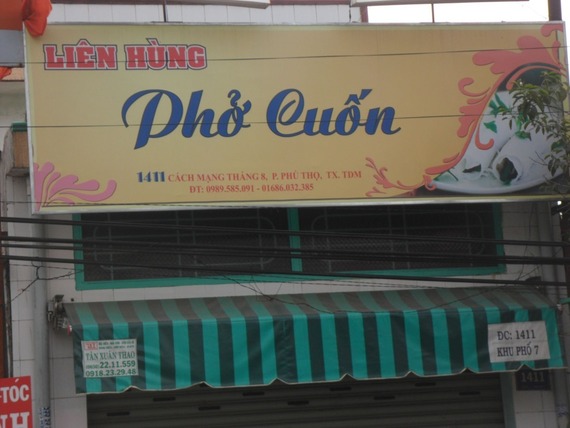 LIÊN HÙNG
Phở Cuốn
1411 CÁCH MẠNG THÁNG 8, P. PHÚ THỌ, TX. TDM
ĐT: 0989.585.091 - 01686.032.385
TÂN XUÂN THAO
22.11.559
0918.23.29.48
ĐC: 1411
KHU PHỐ 7
1411
-TÓC